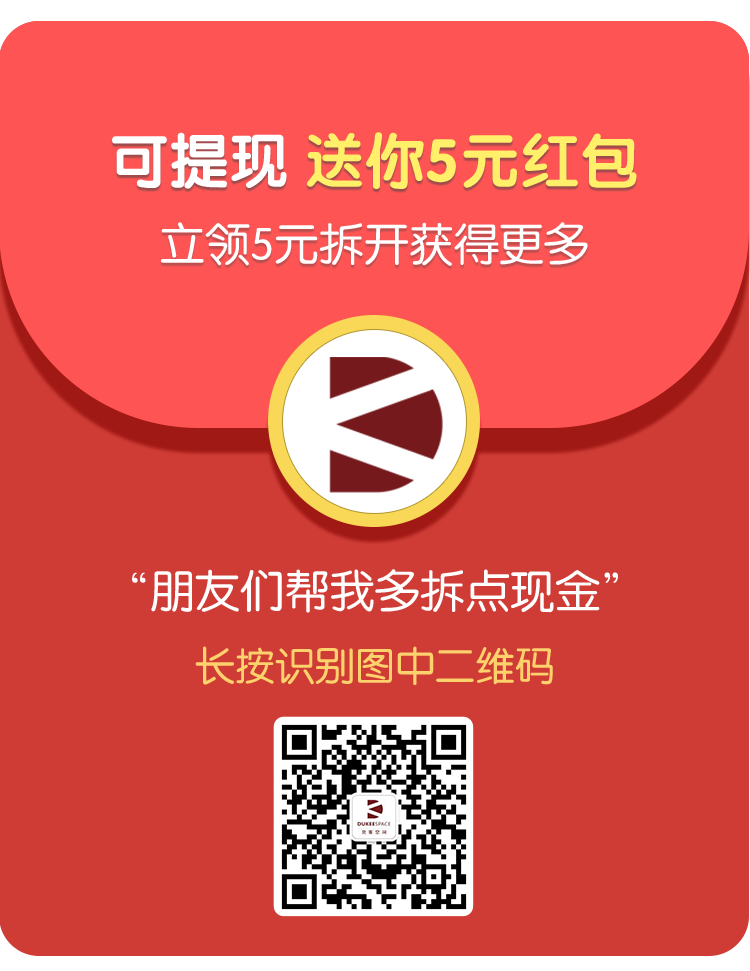 可提现 送你5元红包
立领5元拆开获得更多
“朋友们帮我多拆点现金”
长按识别图中二维码
DUKEESPACE